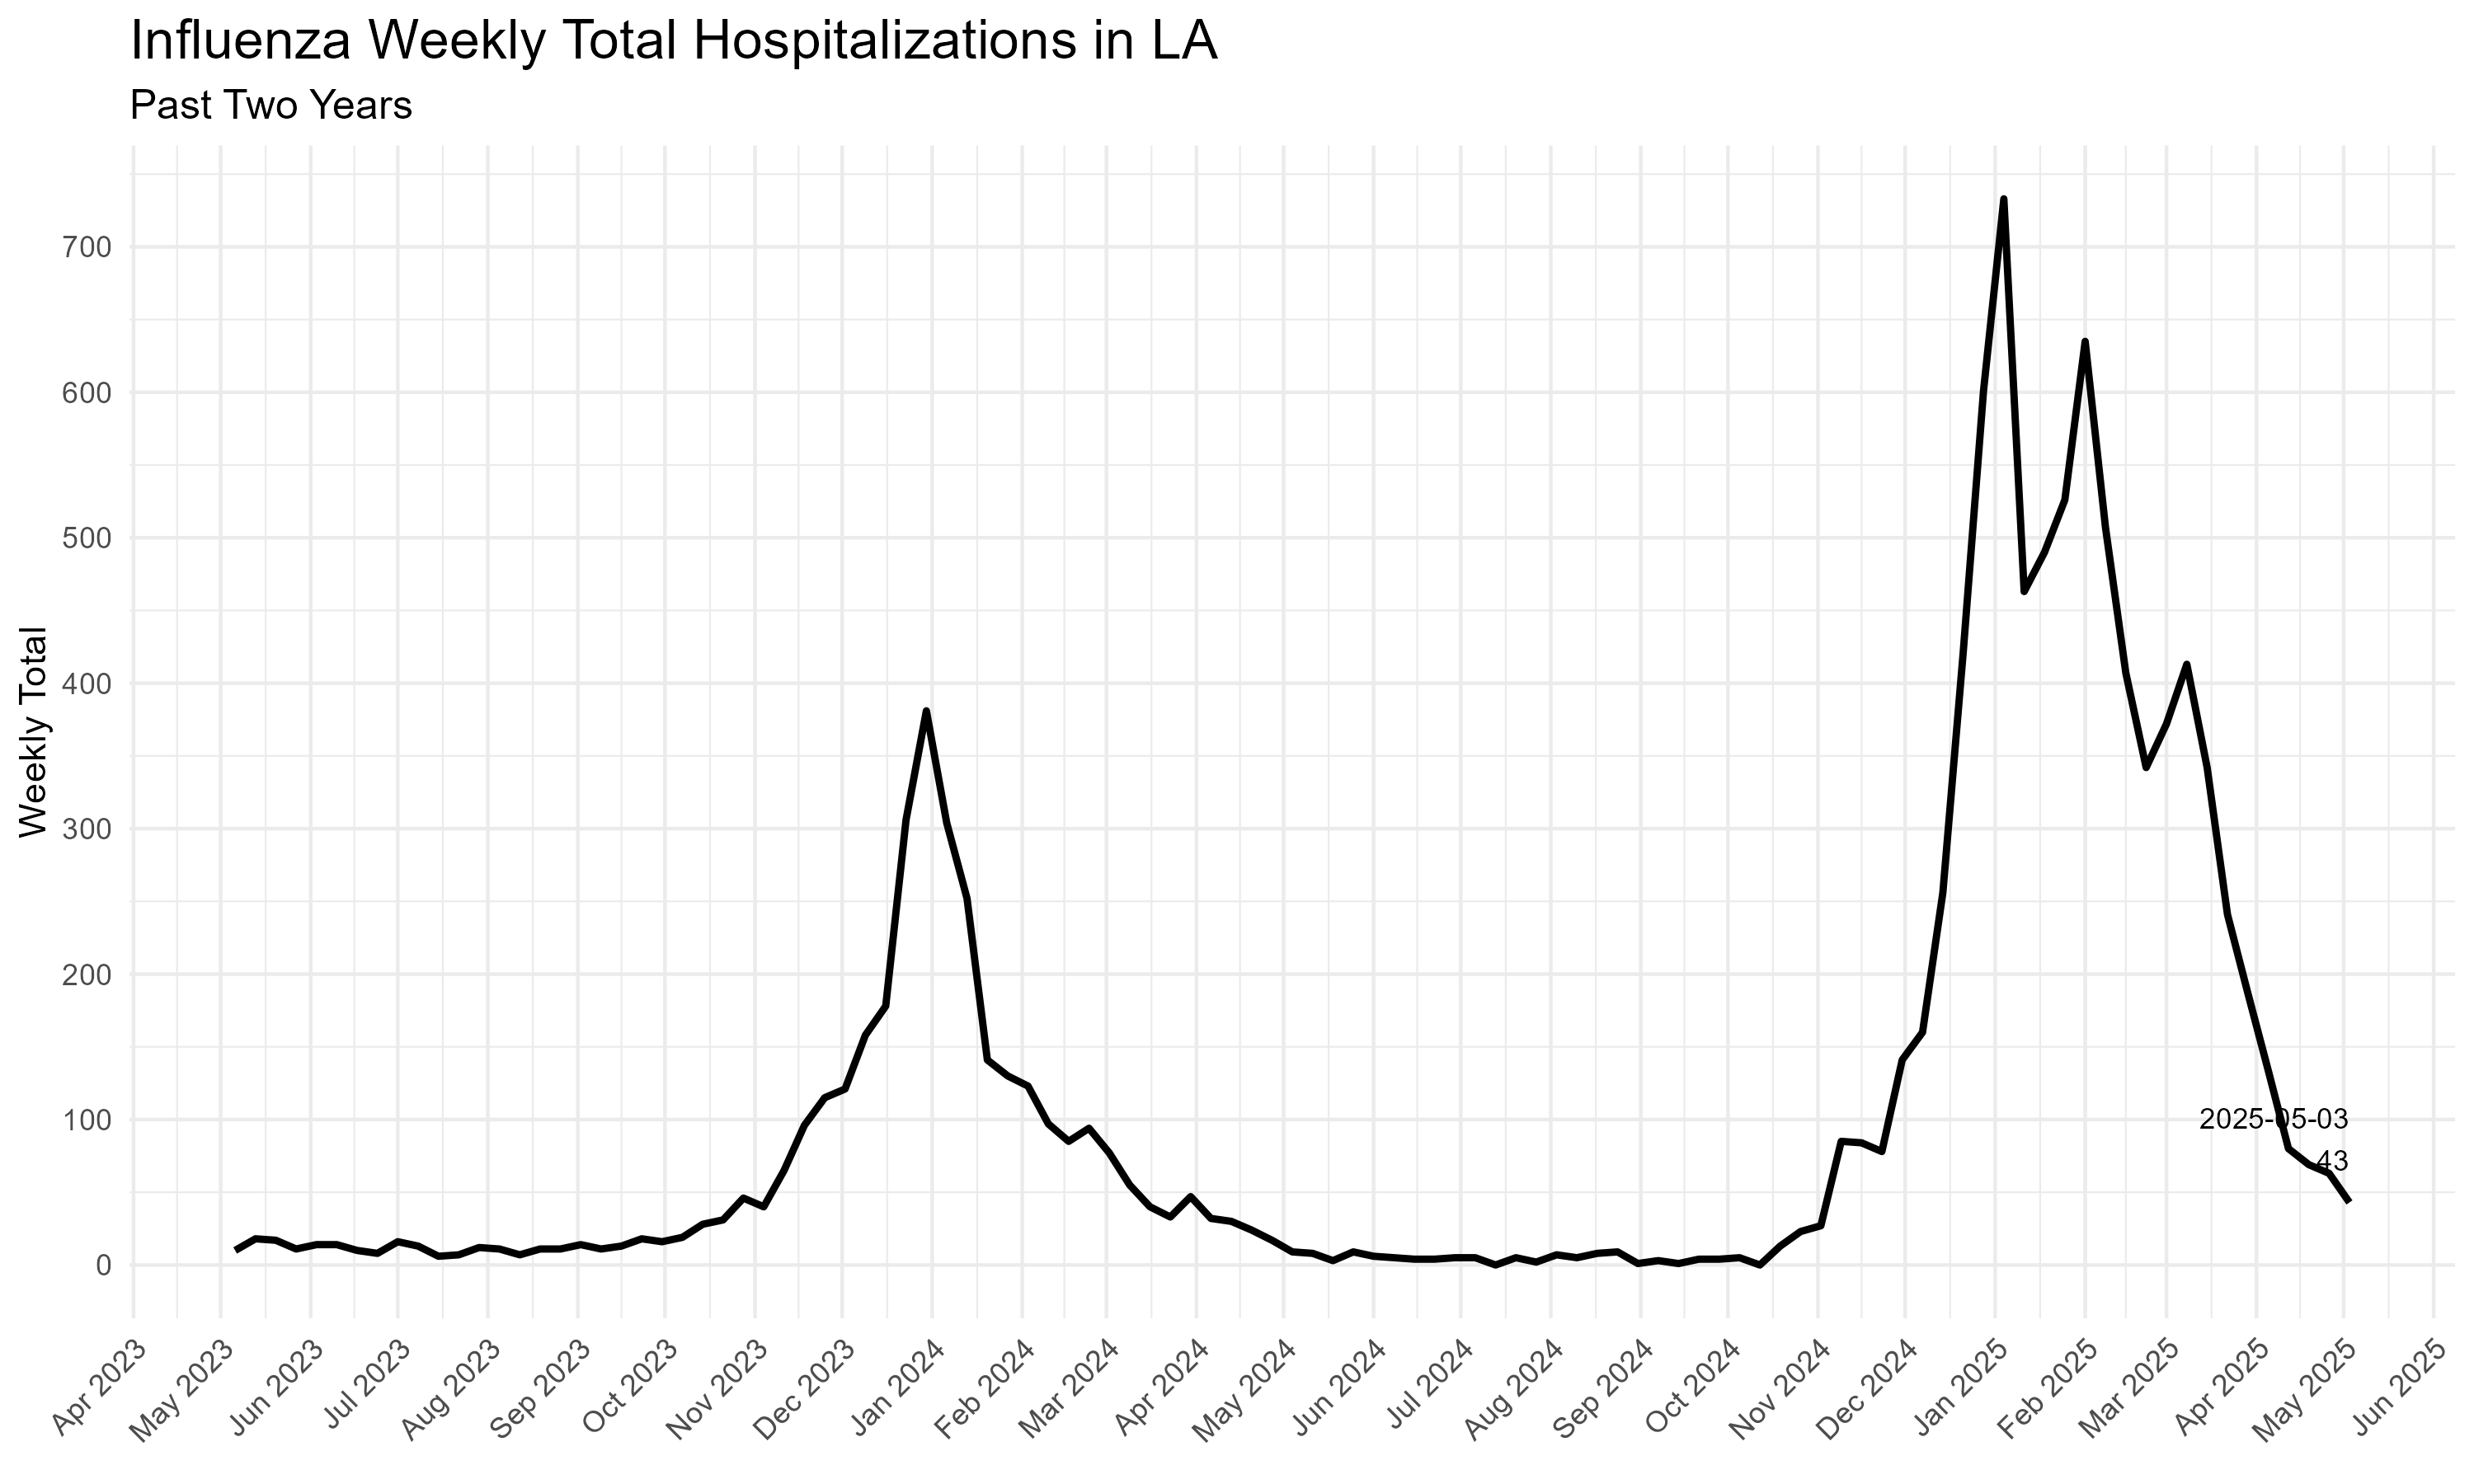 Influenza Weekly Total Hospitalizations in LA
Past Two Years
Weekly Total
700
600
500
400
300
200
100
0
2025-05-03
43
Apr 2023
May 2023
Jun 2023
Jul 2023
Aug 2023
Sep 2023
Oct 2023
Nov 2023
Dec 2023
Jan 2024
Feb 2024
Mar 2024
Apr 2024
May 2024
Jun 2024
Jul 2024
Aug 2024
Sep 2024
Oct 2024
Nov 2024
Dec 2024
Jan 2025
Feb 2025
Mar 2025
Apr 2025
May 2025
Jun 2025